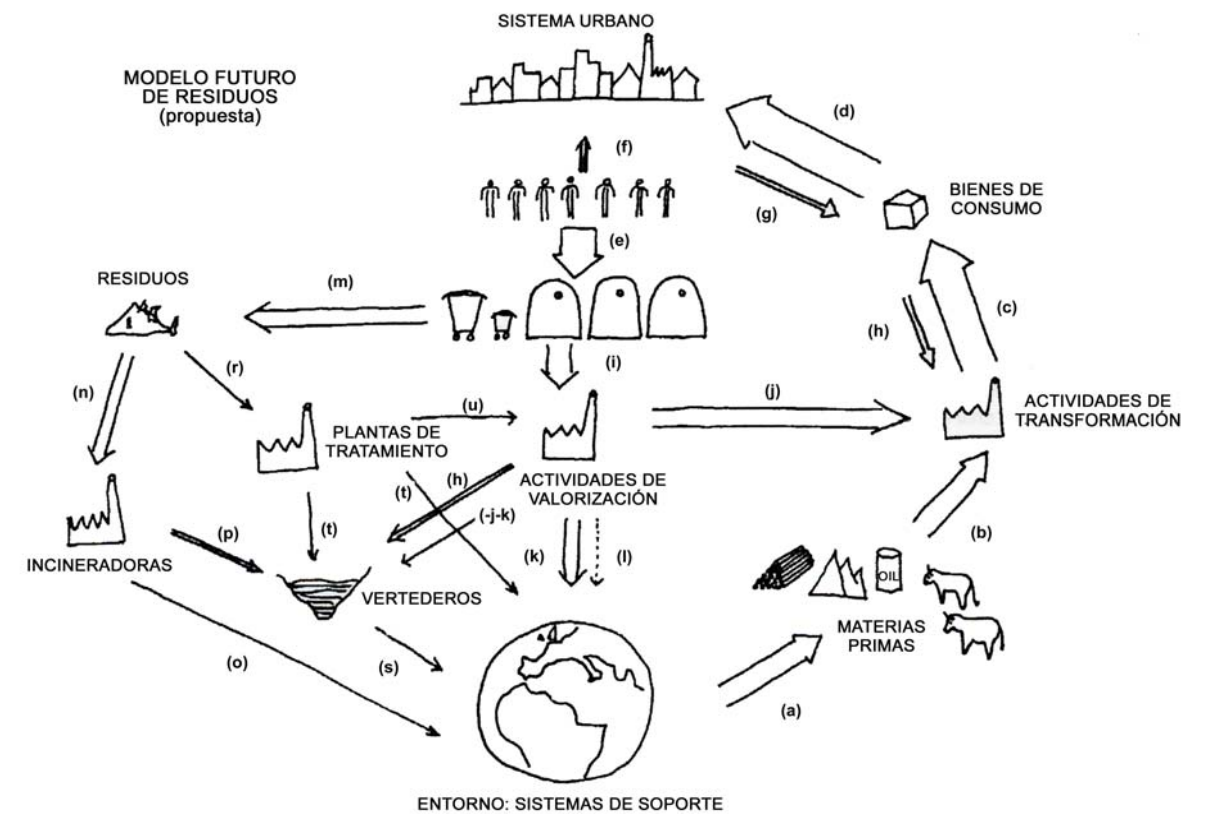 SISTEMA URBANO
MODELO FUTURO
DE RESIDUOS
(propuesta)
(d)
(f)
BIENES DE
CONSUMO
(g)
(e)
RESIDUOS
(m)
(c)
(h)
(i)
(r)
(n)
(j)
ACTIVIDADES DE
TRANSFORMACIÓN
(u)
PLANTAS DE
TRATAMIENTO
ACTIVIDADES DE
VALORIZACIÓN
(h)
(t)
(-j-k)
(t)
(p)
(k)
(l)
(b)
INCINERADORAS
OIL
VERTEDEROS
MATERIAS
PRIMAS
(o)
(s)
(a)
ENTORNO: SISTEMAS DE SOPORTE